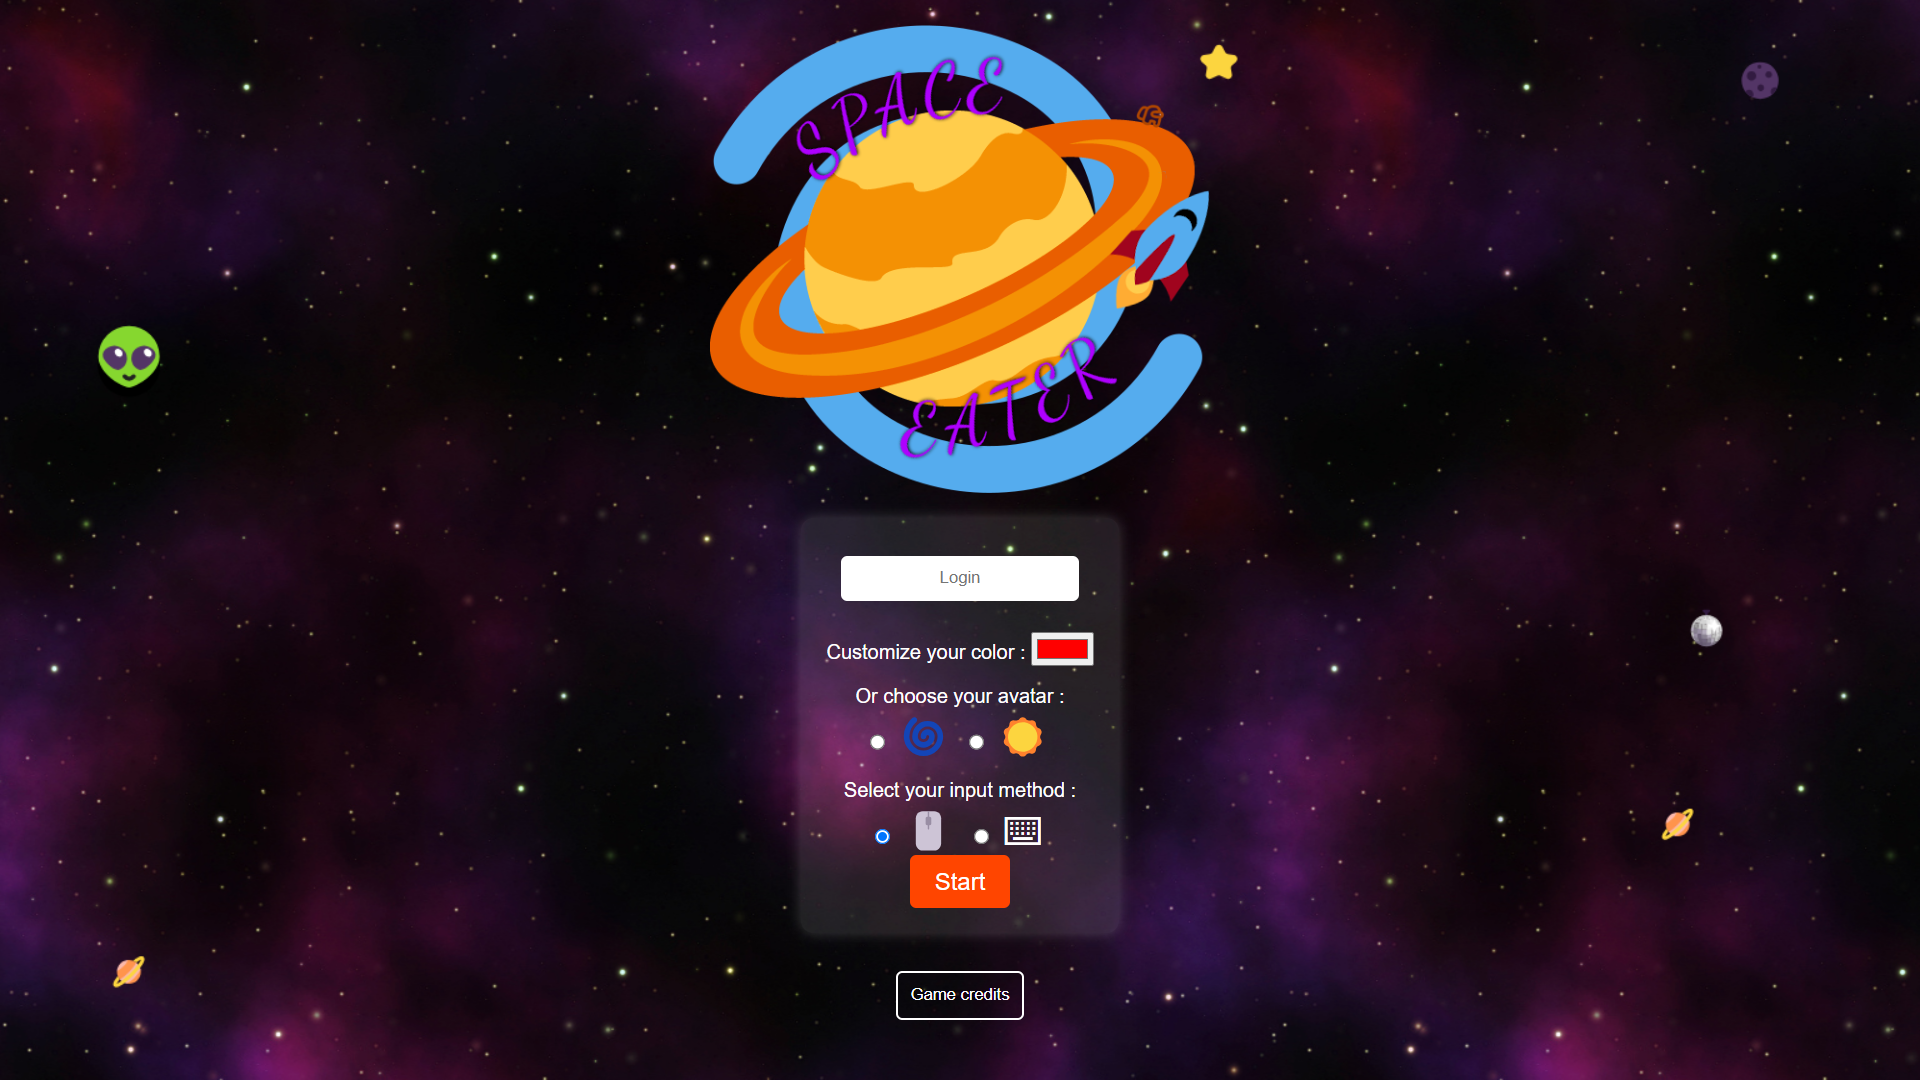 SPACE
EATER
Login
Customize your color :
Or choose your avatar :
Select your input method :
Start
Game credits